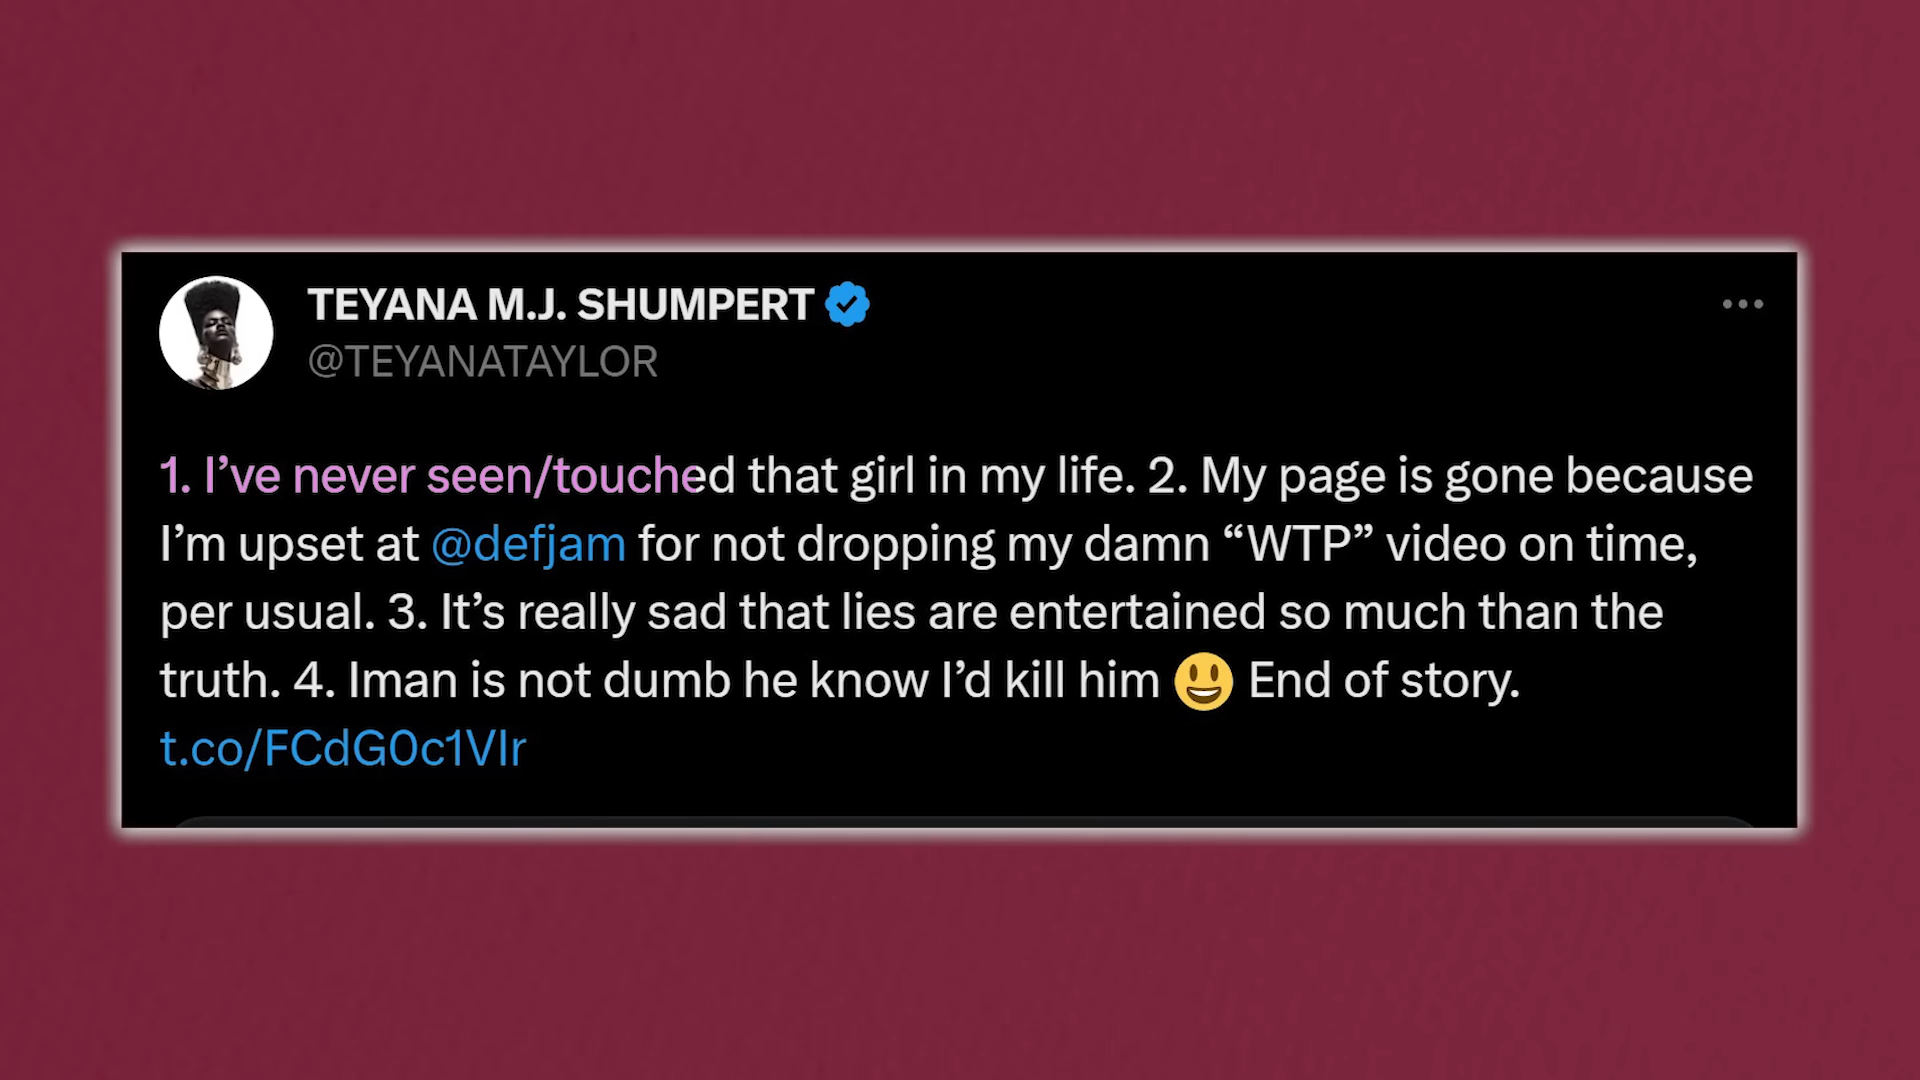 TEYANA M.J. SHUMPERT
@TEYANATAYLOR
1. I’ve never seen/touched that girl in my life. 2. My page is gone because
I’m upset at @defjam for not dropping my damn “WTP” video on time,
per usual. 3. It’s really sad that lies are entertained so much than the
truth. 4. Iman is not dumb he know I’d kill him 😃 End of story.
t.co/FCdG0c1VIr